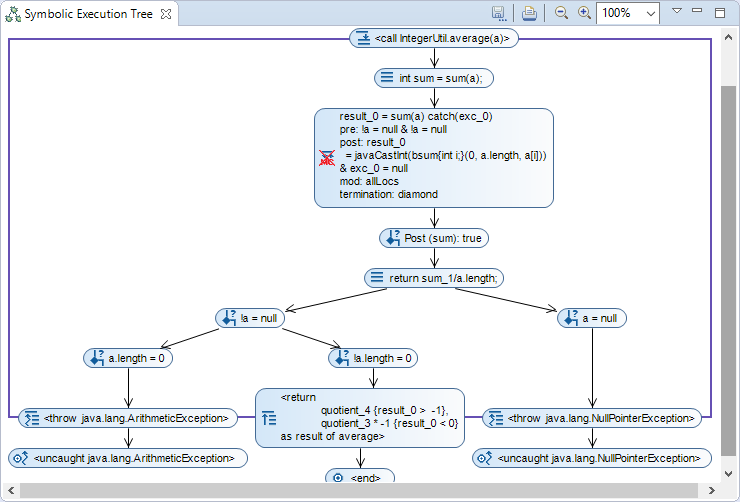 Symbolic Execution Tree
100%
<call IntegerUtil.average(a)>
int sum = sum(a);
result_0 = sum(a) catch(exc_0)
pre: !a = null & !a = null
post: result_0
= javaCastInt(bsum{int i;}(0, a.length, a[i]))
& exc_0 = null
mod: allLocs
termination: diamond
Post (sum): true
return sum_1/a.length;
!a = null
a = null
a.length = 0
!a.length = 0
<throw java.lang.ArithmeticException>
<return
quotient_4 {result_0 > -1},
quotient_3 * -1 {result_0 < 0}
as result of average>
<throw java.lang.NullPointerException>
<uncaught java.lang.ArithmeticException>
<uncaught java.lang.NullPointerException>
<end>